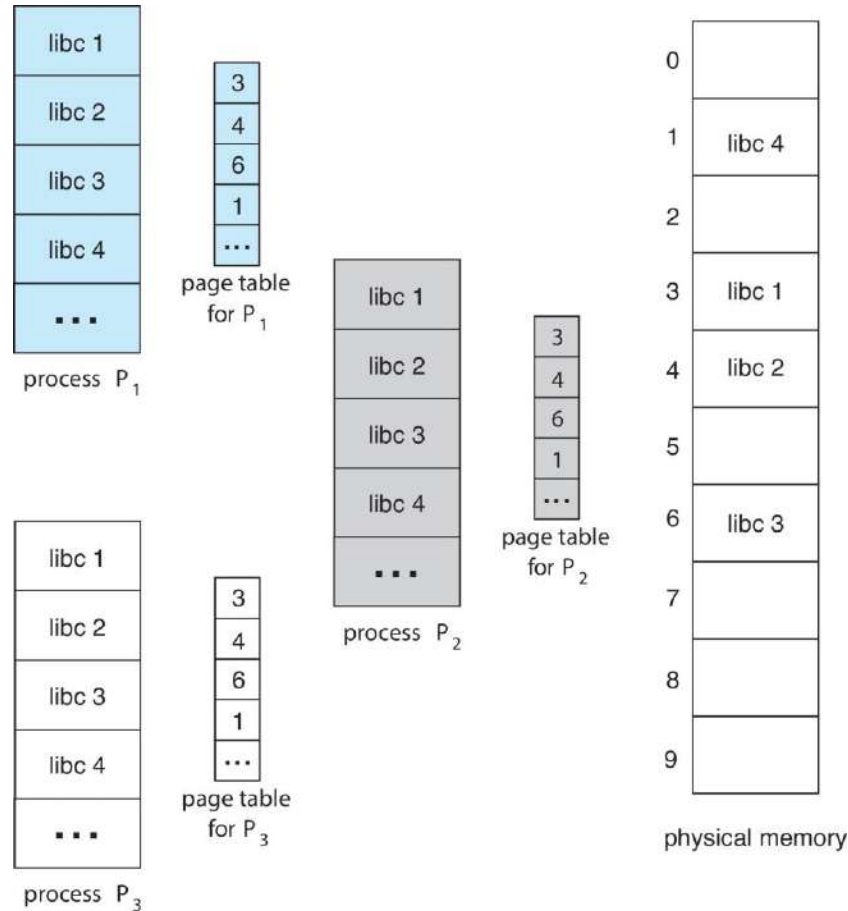 libc 1
libc 2
libc 3
libc 4
...
process P1
3
4
6
1
...
page table
for P1
libc 1
libc 2
libc 3
libc 4
...
process P2
3
4
6
1
...
page table
for P2
libc 1
libc 2
libc 3
libc 4
...
process P3
3
4
6
1
...
page table
for P3
0
1 libc 4
2
3 libc 1
4 libc 2
5
6 libc 3
7
8
9
physical memory